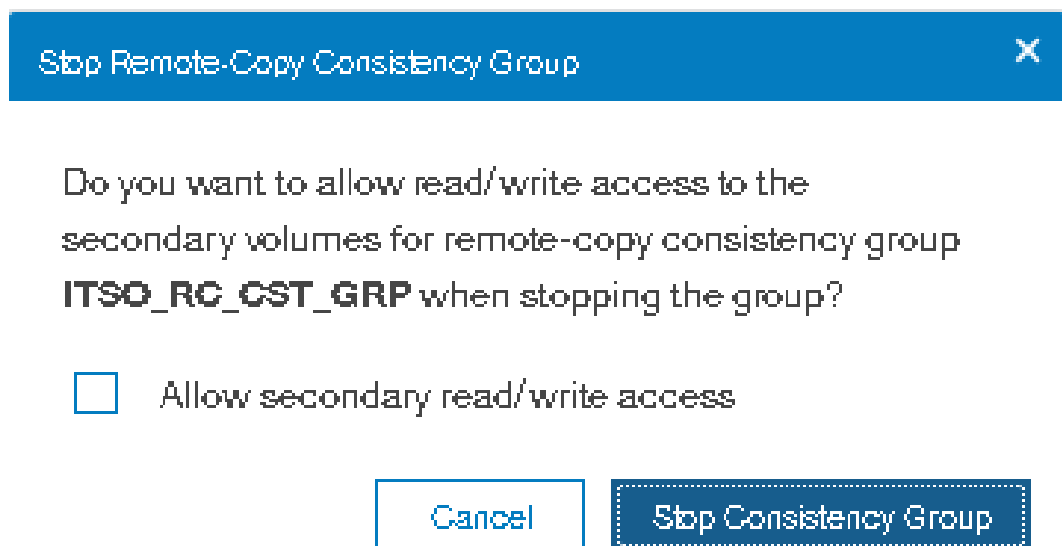 Stop Remote-Copy Consistency Group
Do you want to allow read/write access to the
secondary volumes for remote-copy consistency group
ITSO_RC_CST_GRP when stopping the group?
Allow secondary read/write access
Cancel Stop Consistency Group